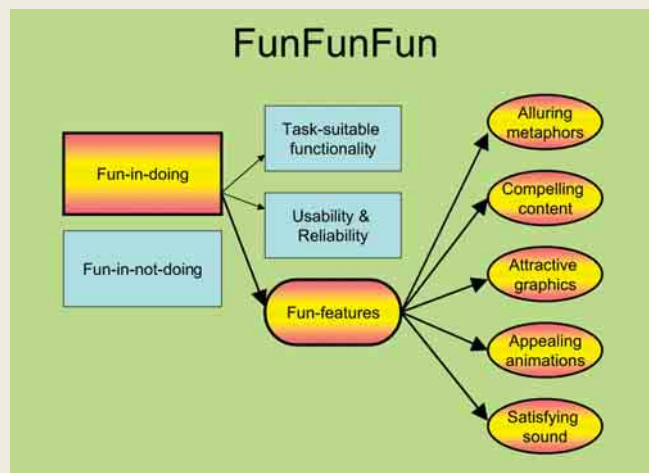 FunFunFun
Fun-in-doing
Fun-in-not-doing
Task-suitable
functionality
Usability &
Reliability
Fun-features
Alluring
metaphors
Compelling
content
Attractive
graphics
Appealing
animations
Satisfying
sound